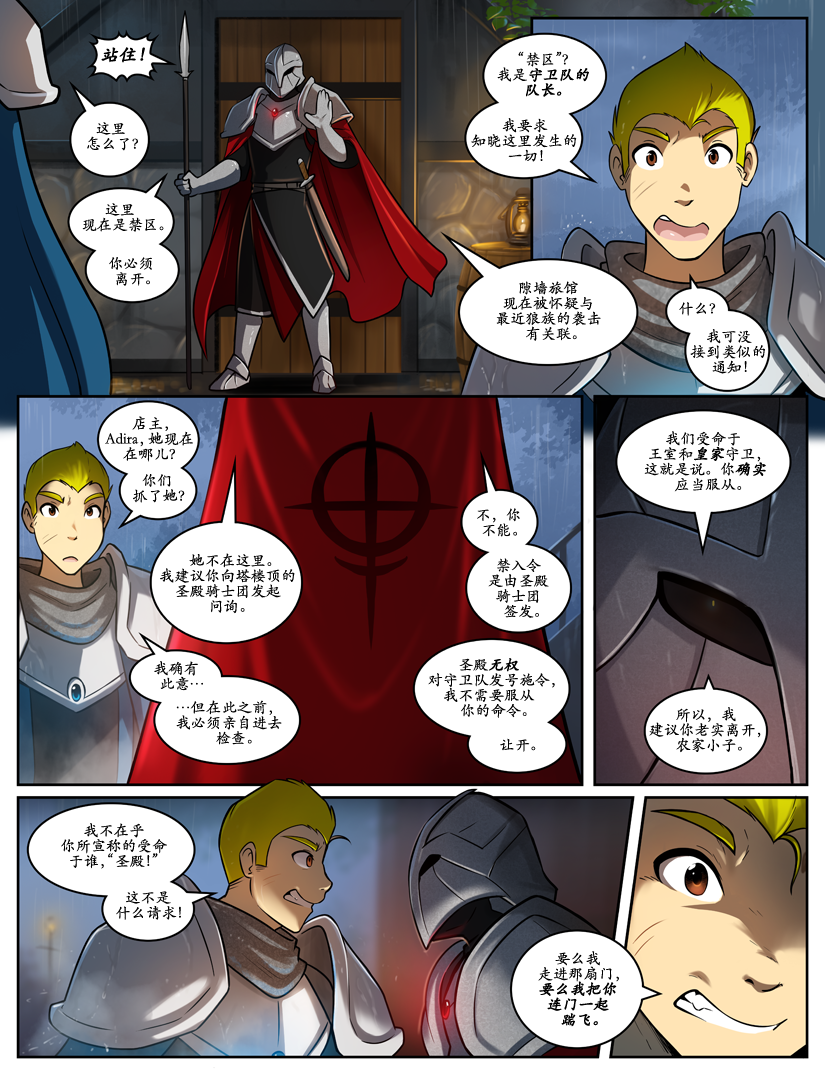 站住！
这里
怎么了？
这里
现在是禁区。
你必须
离开。
“禁区”？
我是守卫队的
队长。
我要求
知晓这里发生的
一切！
隙墙旅馆
现在被怀疑与
最近狼族的袭击
有关联。
什么？
我可没
接到类似的
通知！
店主，
Adira，她现在
在哪儿？
你们
抓了她？
她不在这里。
我建议你向塔楼顶的
圣殿骑士团发起
问询。
我确有
此意…
…但在此之前，
我必须亲自进去
检查。
不，你
不能。
禁入令
是由圣殿
骑士团
签发。
圣殿无权
对守卫队发号施令，
我不需要服从
你的命令。
让开。
我们受命于
王室和皇家守卫，
这就是说。你确实
应当服从。
所以，我
建议你老实离开，
农家小子。
我不在乎
你所宣称的受命
于谁，“圣殿！”
这不是
什么请求！
要么我
走进那扇门，
要么我把你
连门一起
踹飞。